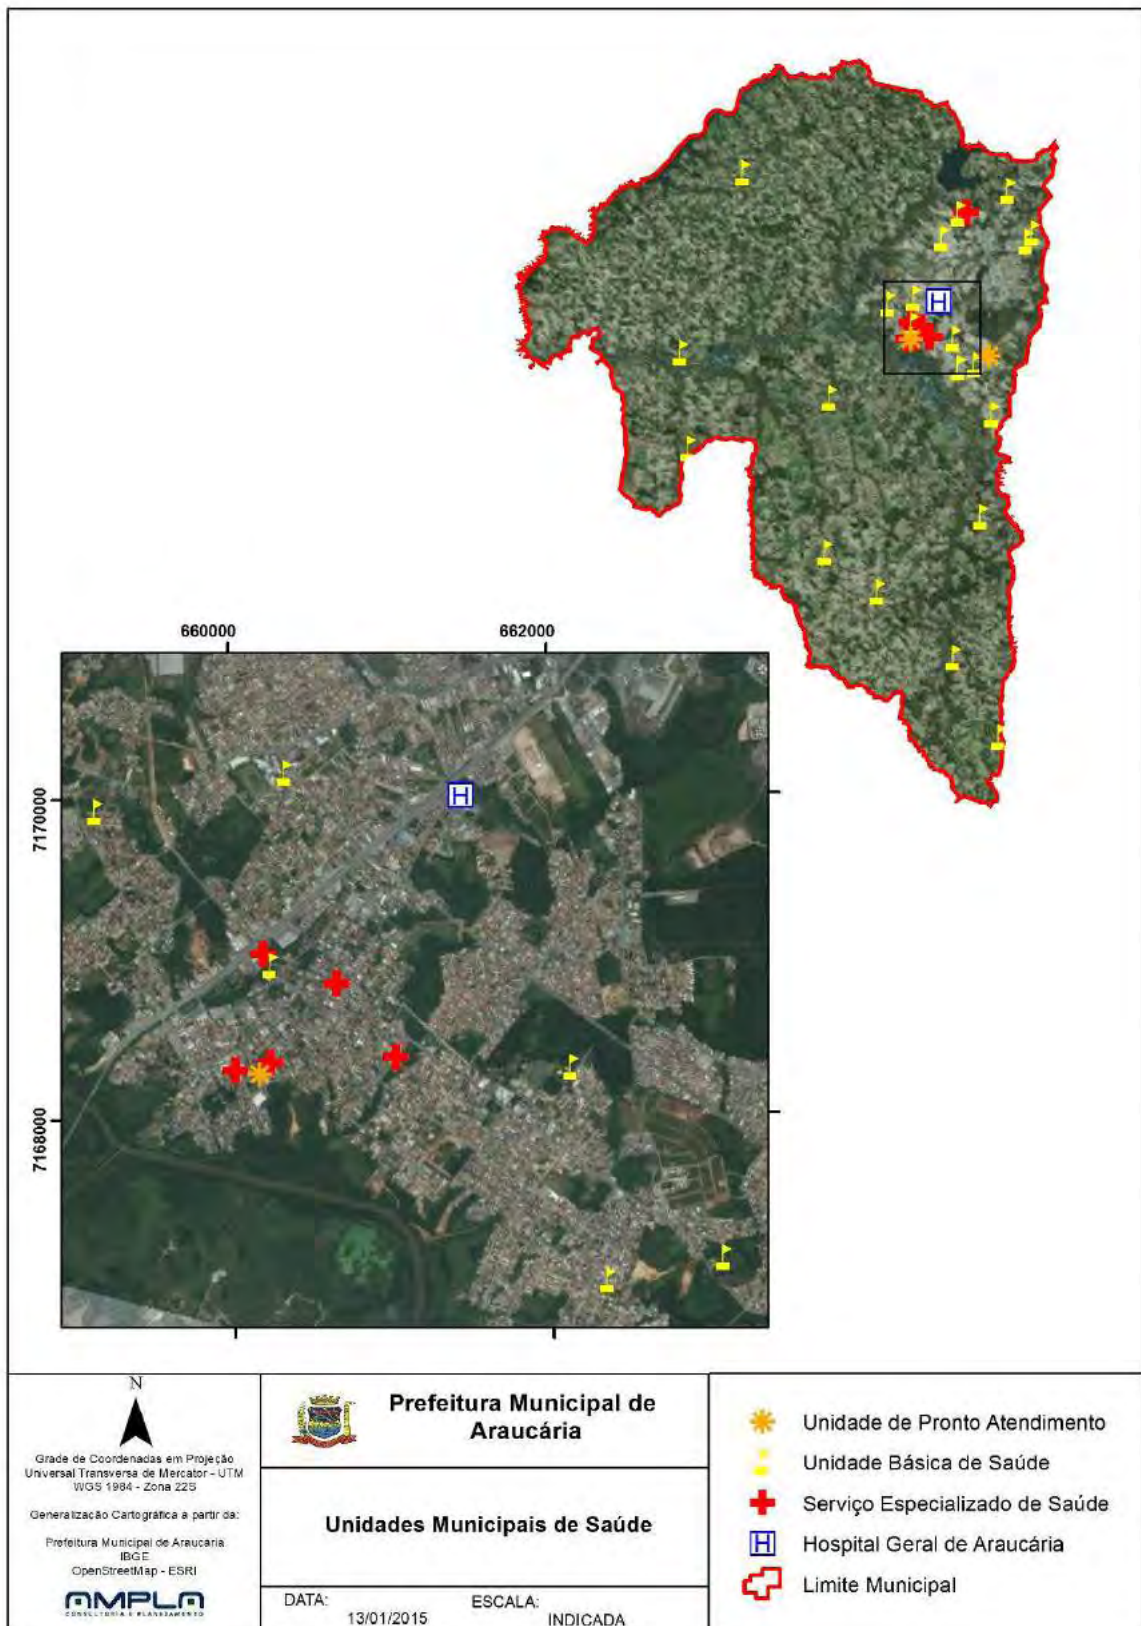 660000
662000
7170000
7168000
H
H
N
Grade de Coordenadas em Projeção
Universal Transversa de Mercator - UTM
WGS 1984 - Zona 22S
Generalização Cartográfica a partir da:
Prefeitura Municipal de Araucária
IBGE
OpenStreetMap - ESRI
AMPLA
CONSULTORIA E PLANEJAMENTO
Prefeitura Municipal de
Araucária
Unidades Municipais de Saúde
DATA:
13/01/2015
ESCALA:
INDICADA
Unidade de Pronto Atendimento
Unidade Básica de Saúde
Serviço Especializado de Saúde
H Hospital Geral de Araucária
Limite Municipal